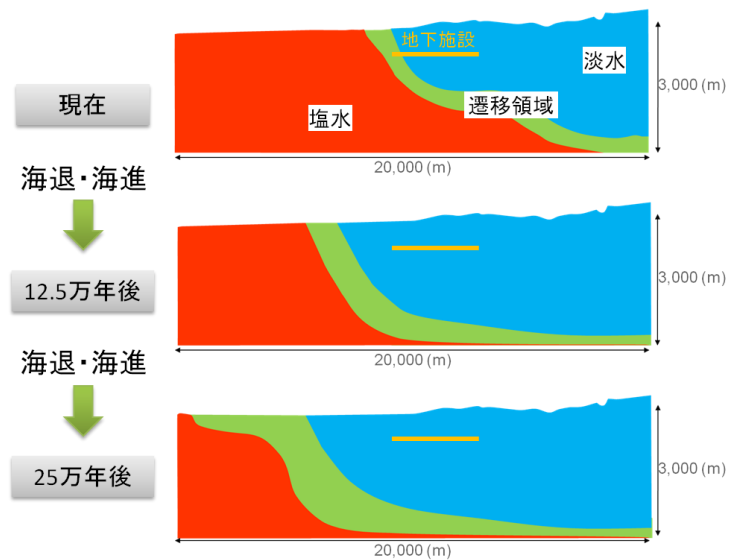 地下施設
淡水
3,000 (m)
現在
遷移領域
塩水
20,000 (m)
海退・海進
12.5万年後
3,000 (m)
20,000 (m)
海退・海進
25万年後
3,000 (m)
20,000 (m)